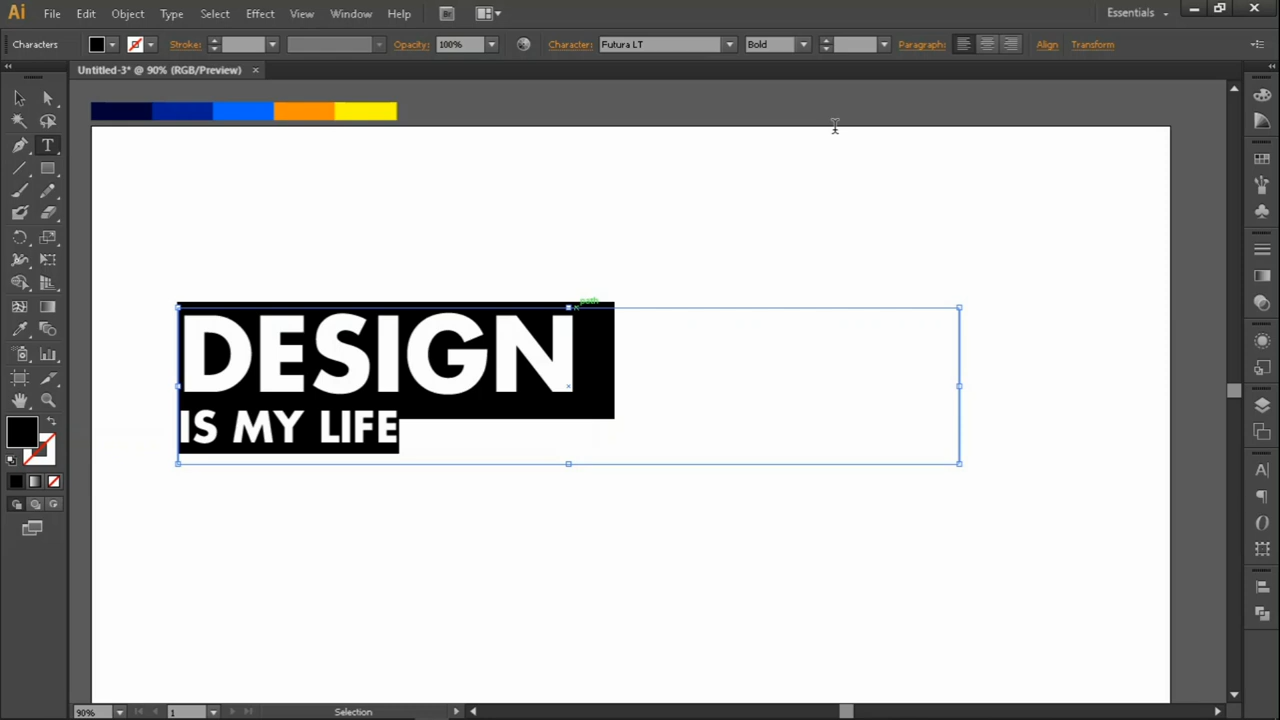 Ai File Edit Object Type Select Effect View Window Help Essentials
Characters Stroke: Opacity: 100% Character: Futura LT Bold Paragraph: Align Transform
Untitled-3* @ 90% (RGB/Preview)
path
DESIGN
IS MY LIFE
90% 1 Selection